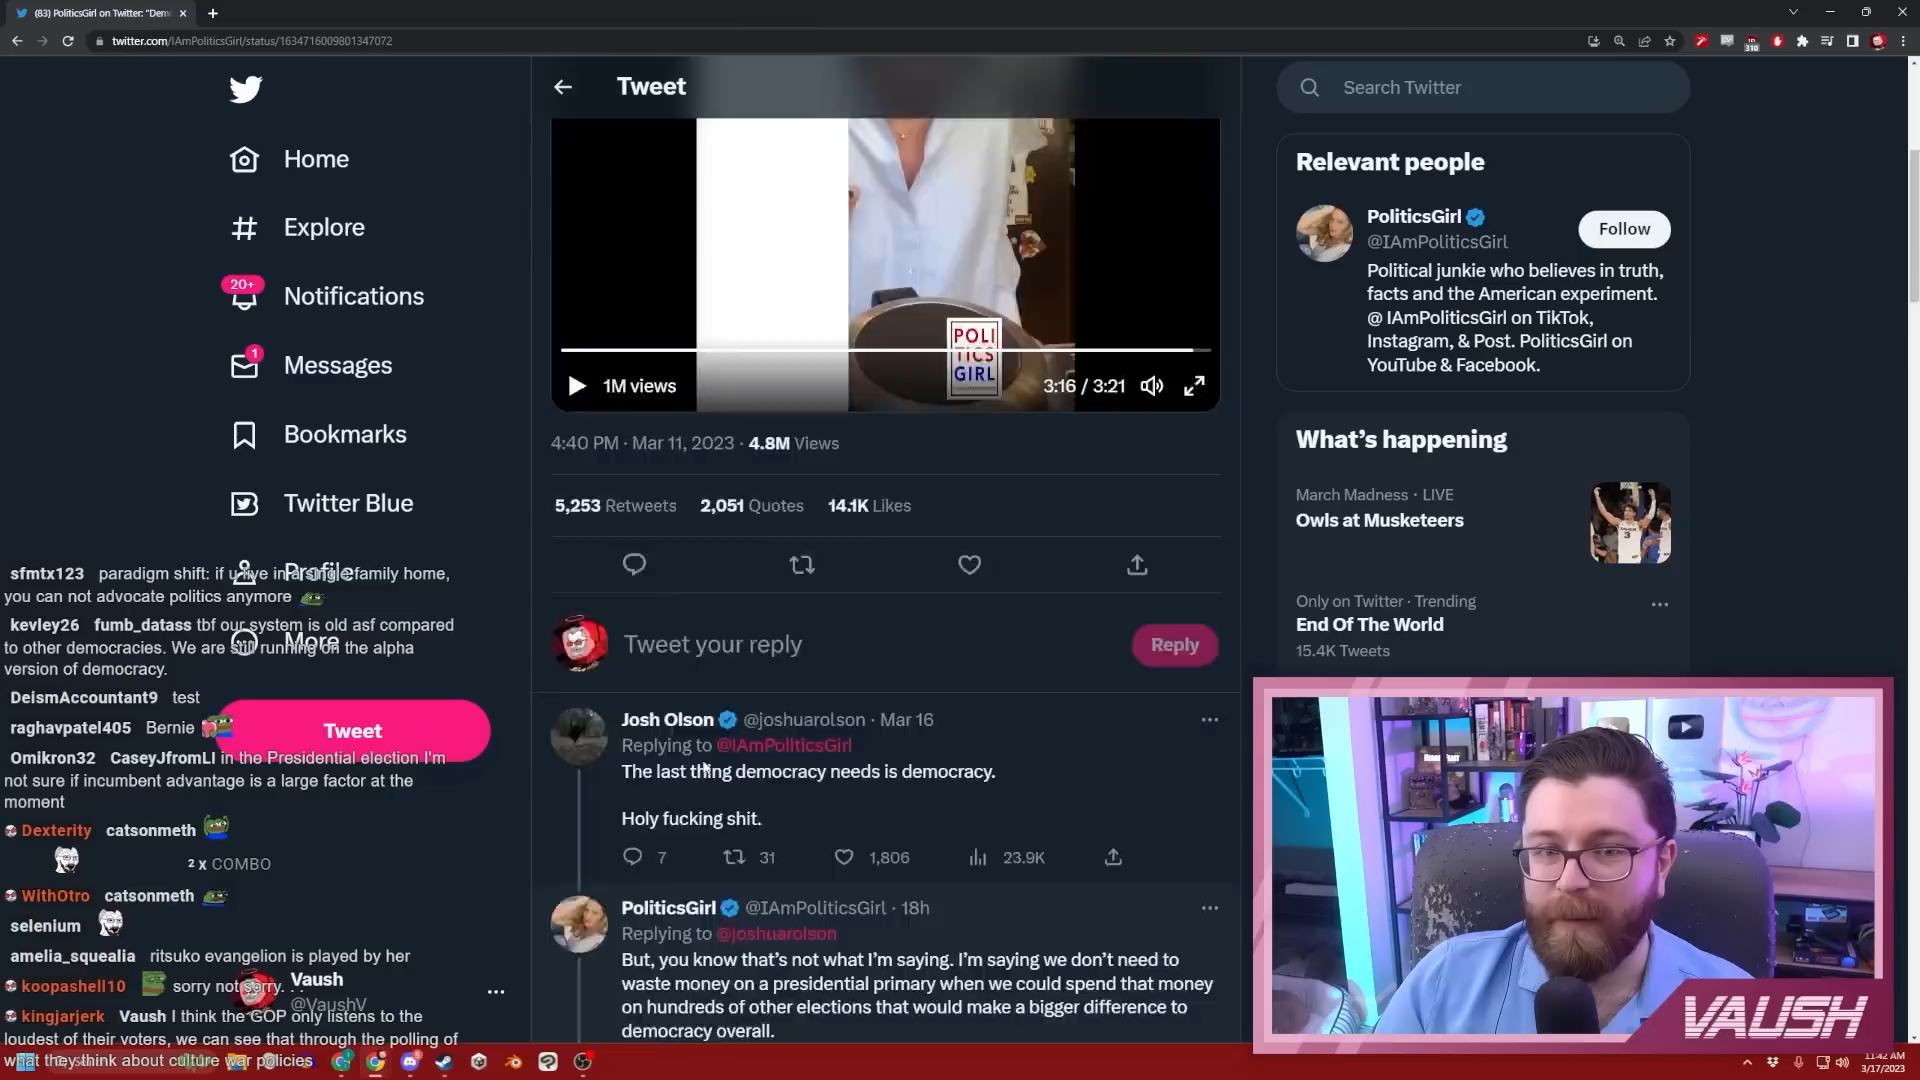 (83) PoliticsGirl on Twitter: "Dem
twitter.com/IAmPoliticsGirl/status/1634716009801347072
310
Home
Explore
20+
Notifications
1
Messages
Bookmarks
Twitter Blue
Profile
More
Tweet
Vaush
@VaushV
sfmtx123 paradigm shift: if u live in a single family home,
you can not advocate politics anymore
kevley26 fumb_datass tbf our system is old asf compared
to other democracies. We are still running on the alpha
version of democracy.
DeismAccountant9 test
raghavpatel405 Bernie
Omikron32 CaseyJfromLI in the Presidential election I'm
not sure if incumbent advantage is a large factor at the
moment
Dexterity catsonmeth
2 x COMBO
WithOtro catsonmeth
selenium
amelia_squealia ritsuko evangelion is played by her
koopashell10 sorry not sorry. . .
kingjarjerk Vaush I think the GOP only listens to the
loudest of their voters, we can see that through the polling of
what they think about culture war policies
Tweet
POLI
TICS
GIRL
1M views
3:16 / 3:21
4:40 PM · Mar 11, 2023 · 4.8M Views
5,253 Retweets 2,051 Quotes 14.1K Likes
Tweet your reply
Reply
Josh Olson @joshuarolson · Mar 16
Replying to @IAmPoliticsGirl
The last thing democracy needs is democracy.
Holy fucking shit.
7 31 1,806 23.9K
PoliticsGirl @IAmPoliticsGirl · 18h
Replying to @joshuarolson
But, you know that's not what I'm saying. I'm saying we don't need to
waste money on a presidential primary when we could spend that money
on hundreds of other elections that would make a bigger difference to
democracy overall.
Search Twitter
Relevant people
PoliticsGirl
@IAmPoliticsGirl
Follow
Political junkie who believes in truth,
facts and the American experiment.
@ IAmPoliticsGirl on TikTok,
Instagram, & Post. PoliticsGirl on
YouTube & Facebook.
What's happening
March Madness · LIVE
Owls at Musketeers
3
Only on Twitter · Trending
End Of The World
15.4K Tweets
VAUSH
11:42 AM
3/17/2023